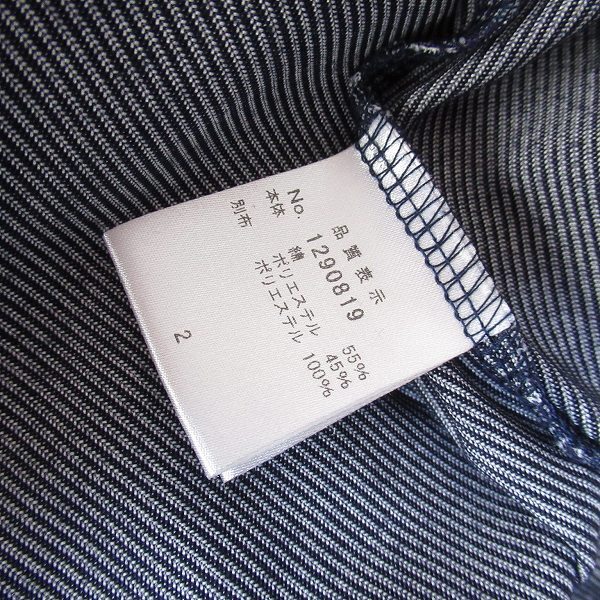 品質表示
No. 1290819
本体 綿 55%
ポリエステル 45%
別布 ポリエステル 100%
2